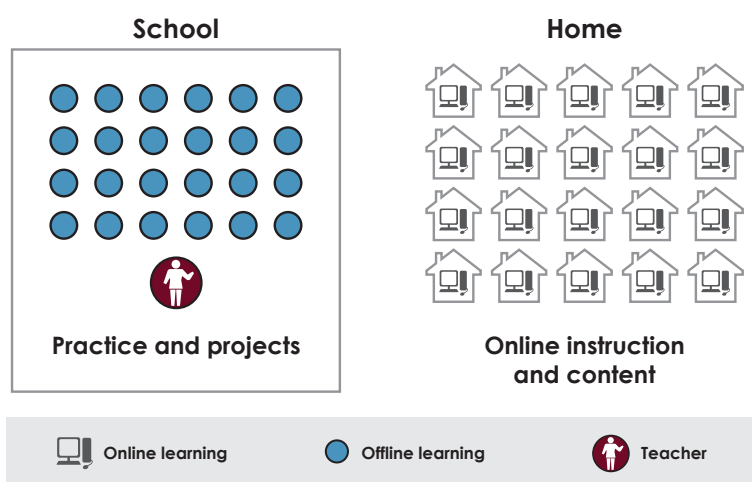 School
Home
Practice and projects
Online instruction
and content
Online learning
Offline learning
Teacher